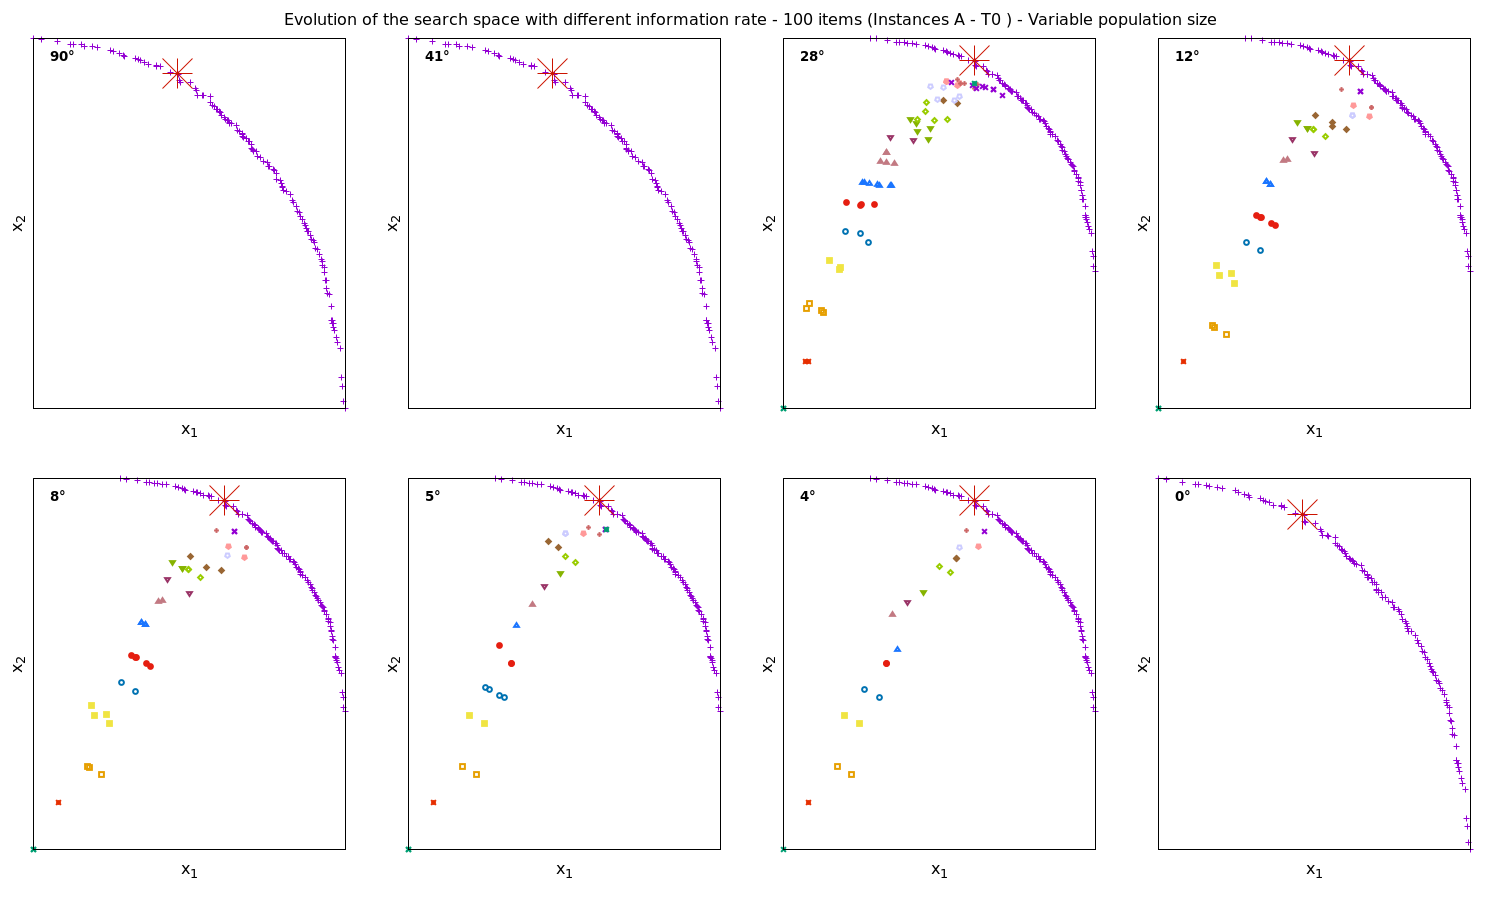 Evolution of the search space with different information rate - 100 items (Instances A - T0 ) - Variable population size
90°
41°
28°
12°
x2
x2
x2
x2
x1
x1
x1
x1
8°
5°
4°
0°
x2
x2
x2
x2
x1
x1
x1
x1